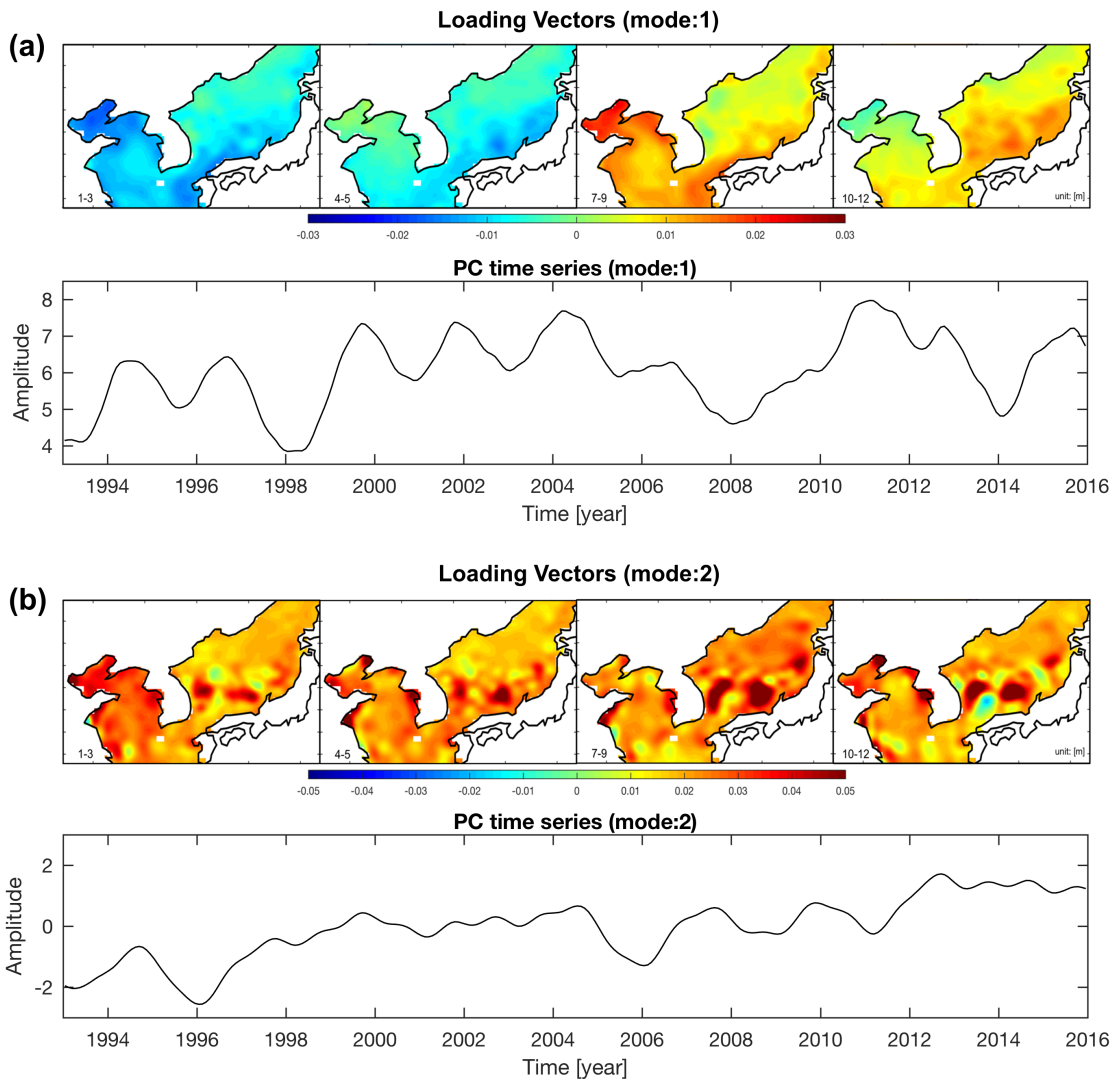 Loading Vectors (mode:1)
(a)
1-3
4-5
7-9
10-12
unit: [m]
-0.03 -0.02 -0.01 0 0.01 0.02 0.03
PC time series (mode:1)
8
7
6
5
4
Amplitude
1994 1996 1998 2000 2002 2004 2006 2008 2010 2012 2014 2016
Time [year]
Loading Vectors (mode:2)
(b)
1-3
4-5
7-9
10-12
unit: [m]
-0.05 -0.04 -0.03 -0.02 -0.01 0 0.01 0.02 0.03 0.04 0.05
PC time series (mode:2)
2
0
-2
Amplitude
1994 1996 1998 2000 2002 2004 2006 2008 2010 2012 2014 2016
Time [year]